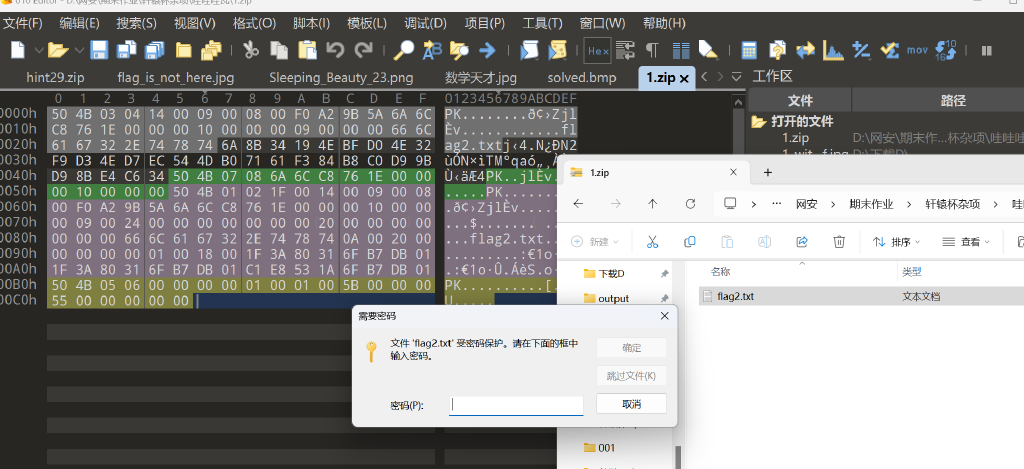 010 Editor - D:\网安\期末作业\轩辕杯杂项\哇哇哇瓜\1.zip
文件(F) 编辑(E) 搜索(S) 视图(V) 格式(O) 脚本(I) 模板(L) 调试(D) 项目(P) 工具(T) 窗口(W) 帮助(H)
Hex mov
hint29.zip flag_is_not_here.jpg Sleeping_Beauty_23.png 数学天才.jpg solved.bmp 1.zip 工作区
0 1 2 3 4 5 6 7 8 9 A B C D E F 0123456789ABCDEF
文件 路径
0000h 50 4B 03 04 14 00 09 00 08 00 F0 A2 9B 5A 6A 6C PK........ð¢›Zjl
打开的文件
0010h C8 76 1E 00 00 00 10 00 00 00 09 00 00 00 66 6C Èv............fl
1.zip D:\网安\期末作...杯杂项\哇哇
0020h 61 67 32 2E 74 78 74 6A 8B 34 19 4E BF D0 4E 32 ag2.txtj‹4.N¿ÐN2
0030h F9 D3 4E D7 EC 54 4D B0 71 61 F3 84 B8 C0 D9 9B
0040h D9 8B E4 C6 34 50 4B 07 08 6A 6C C8 76 1E 00 00 Ù‹äÆ4PK..jlÈv..
0050h 00 10 00 00 00 50 4B 01 02 1F 00 14 00 09 00 08 .....PK.........
0060h 00 F0 A2 9B 5A 6A 6C C8 76 1E 00 00 00 10 00 00 .ð¢›ZjlÈv.......
0070h 00 09 00 24 00 00 00 00 00 00 00 20 00 00 00 00 ...$....... ....
0080h 00 00 00 66 6C 61 67 32 2E 74 78 74 0A 00 20 00 ...flag2.txt..
0090h 00 00 00 00 01 00 18 00 1F 3A 80 31 6F B7 DB 01
00A0h 1F 3A 80 31 6F B7 DB 01 C1 E8 53 1A 6F B7 DB 01 .:€1o·Û.ÁèS.o·
00B0h 50 4B 05 06 00 00 00 00 01 00 01 00 5B 00 00 00 PK..........[..
00C0h 55 00 00 00 00 00 U.....
1.zip
网安 期末作业 轩辕杯杂项
新建 排序 查看
名称 类型
下载D
output
flag2.txt 文本文档
001
需要密码
文件 'flag2.txt' 受密码保护。请在下面的框中
输入密码。
确定
跳过文件(K)
密码(P):
取消